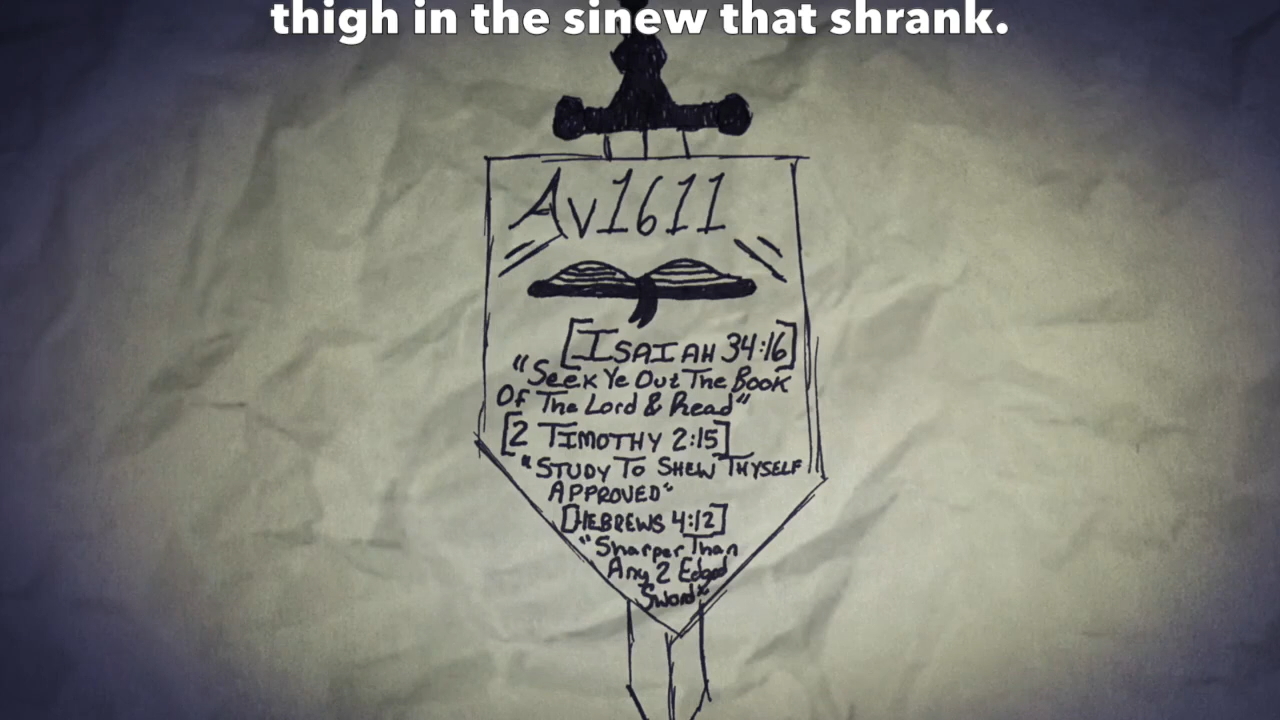 thigh in the sinew that shrank.
Av1611
[ISAIAH 34:16]
"Seek Ye Out The Book
Of The Lord & Read"
[2 TIMOTHY 2:15]
"STUDY TO SHEW THYSELF
APPROVED"
[HEBREWS 4:12]
"Sharper Than
Any 2 Edged
Sword"